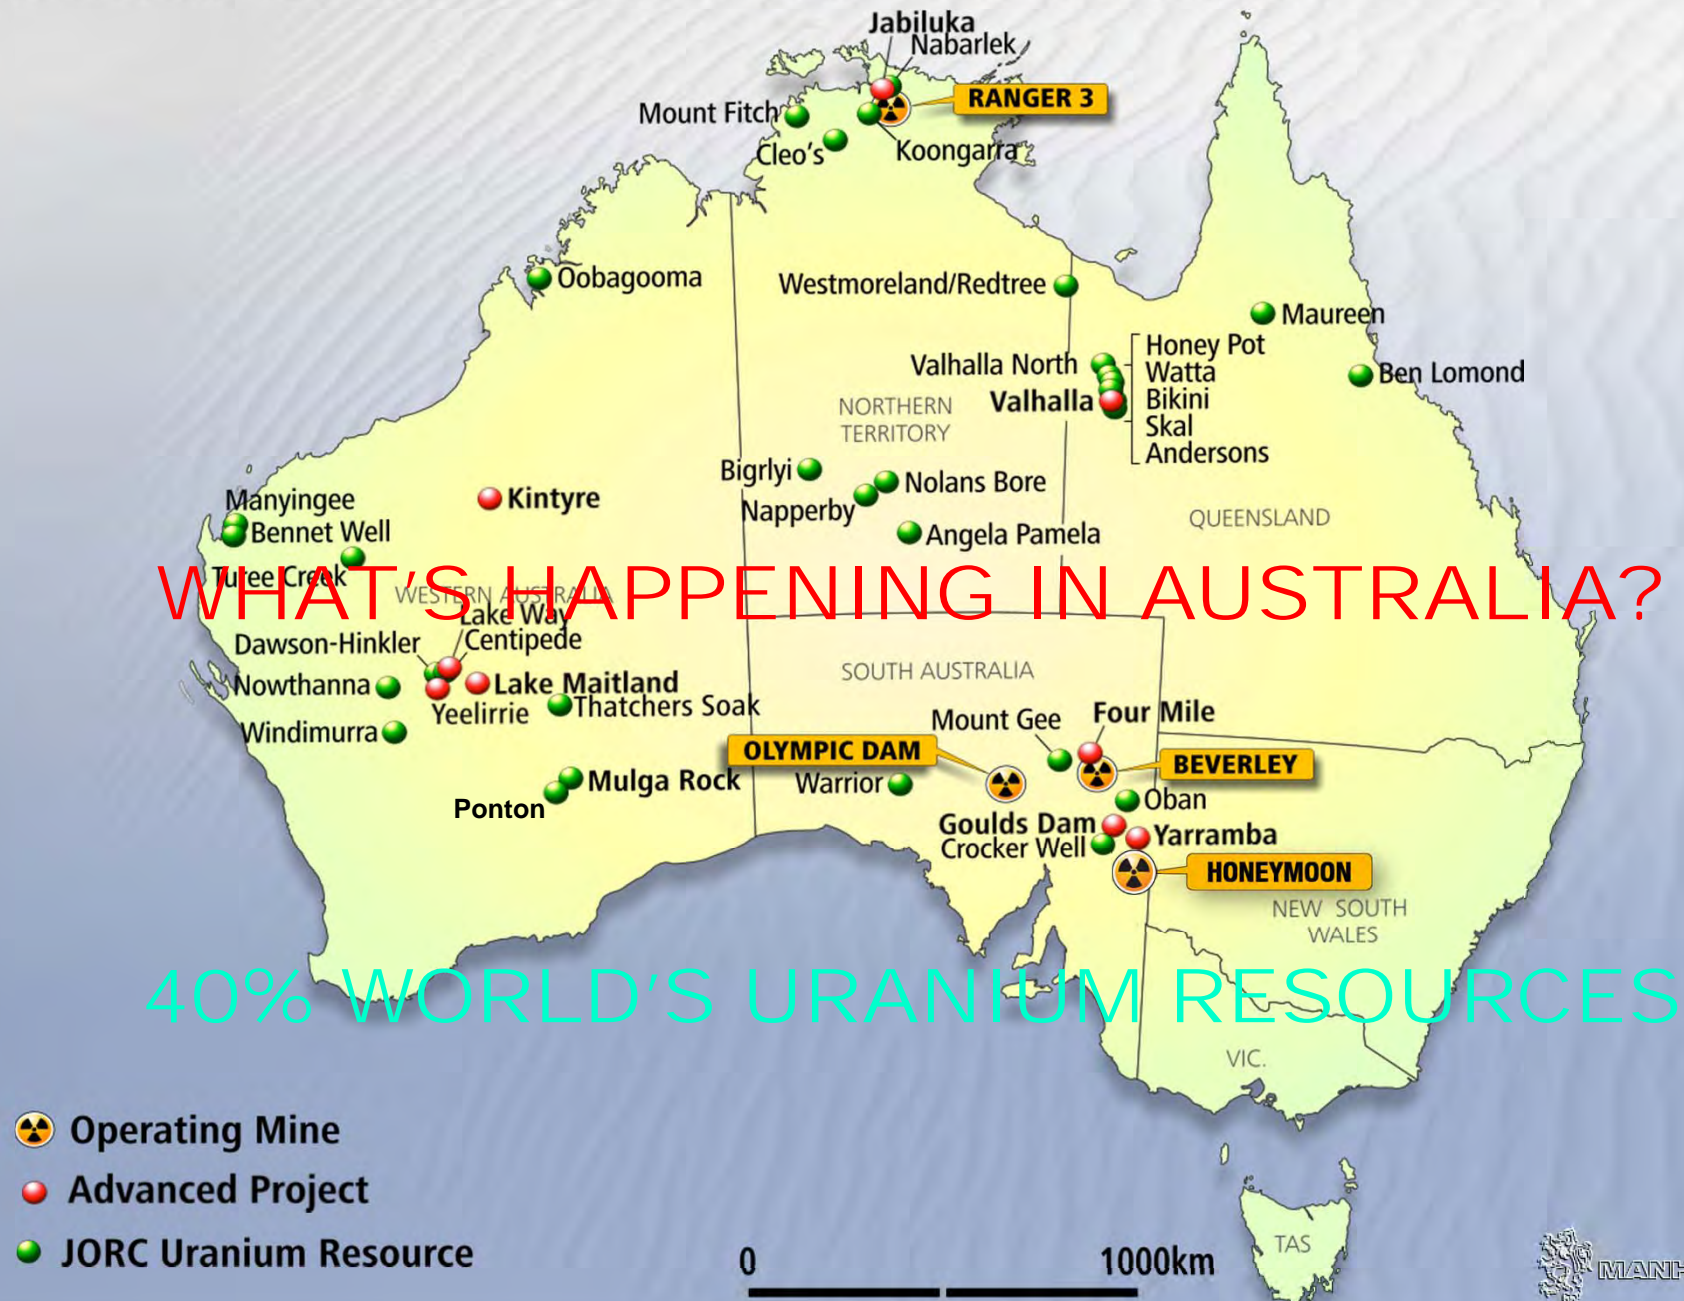 Jabiluka
Nabarlek
RANGER 3
Mount Fitch
Cleo's
Koongarra
Oobagooma
Westmoreland/Redtree
Maureen
Honey Pot
Valhalla North
Watta
Ben Lomond
Valhalla
Bikini
NORTHERN
TERRITORY
Skal
Andersons
Bigrlyi
Nolans Bore
Napperby
Manyingee
Kintyre
QUEENSLAND
Bennet Well
Angela Pamela
Turee Creek
WHAT'S HAPPENING IN AUSTRALIA?
WESTERN AUSTRALIA
Lake Way
Dawson-Hinkler
Centipede
SOUTH AUSTRALIA
Nowthanna
Lake Maitland
Yeelirrie
Thatchers Soak
Mount Gee
Four Mile
Windimurra
OLYMPIC DAM
BEVERLEY
Mulga Rock
Warrior
Ponton
Oban
Goulds Dam
Yarramba
Crocker Well
HONEYMOON
NEW SOUTH
WALES
40% WORLD'S URANIUM RESOURCES
VIC.
Operating Mine
Advanced Project
JORC Uranium Resource
0
1000km
TAS